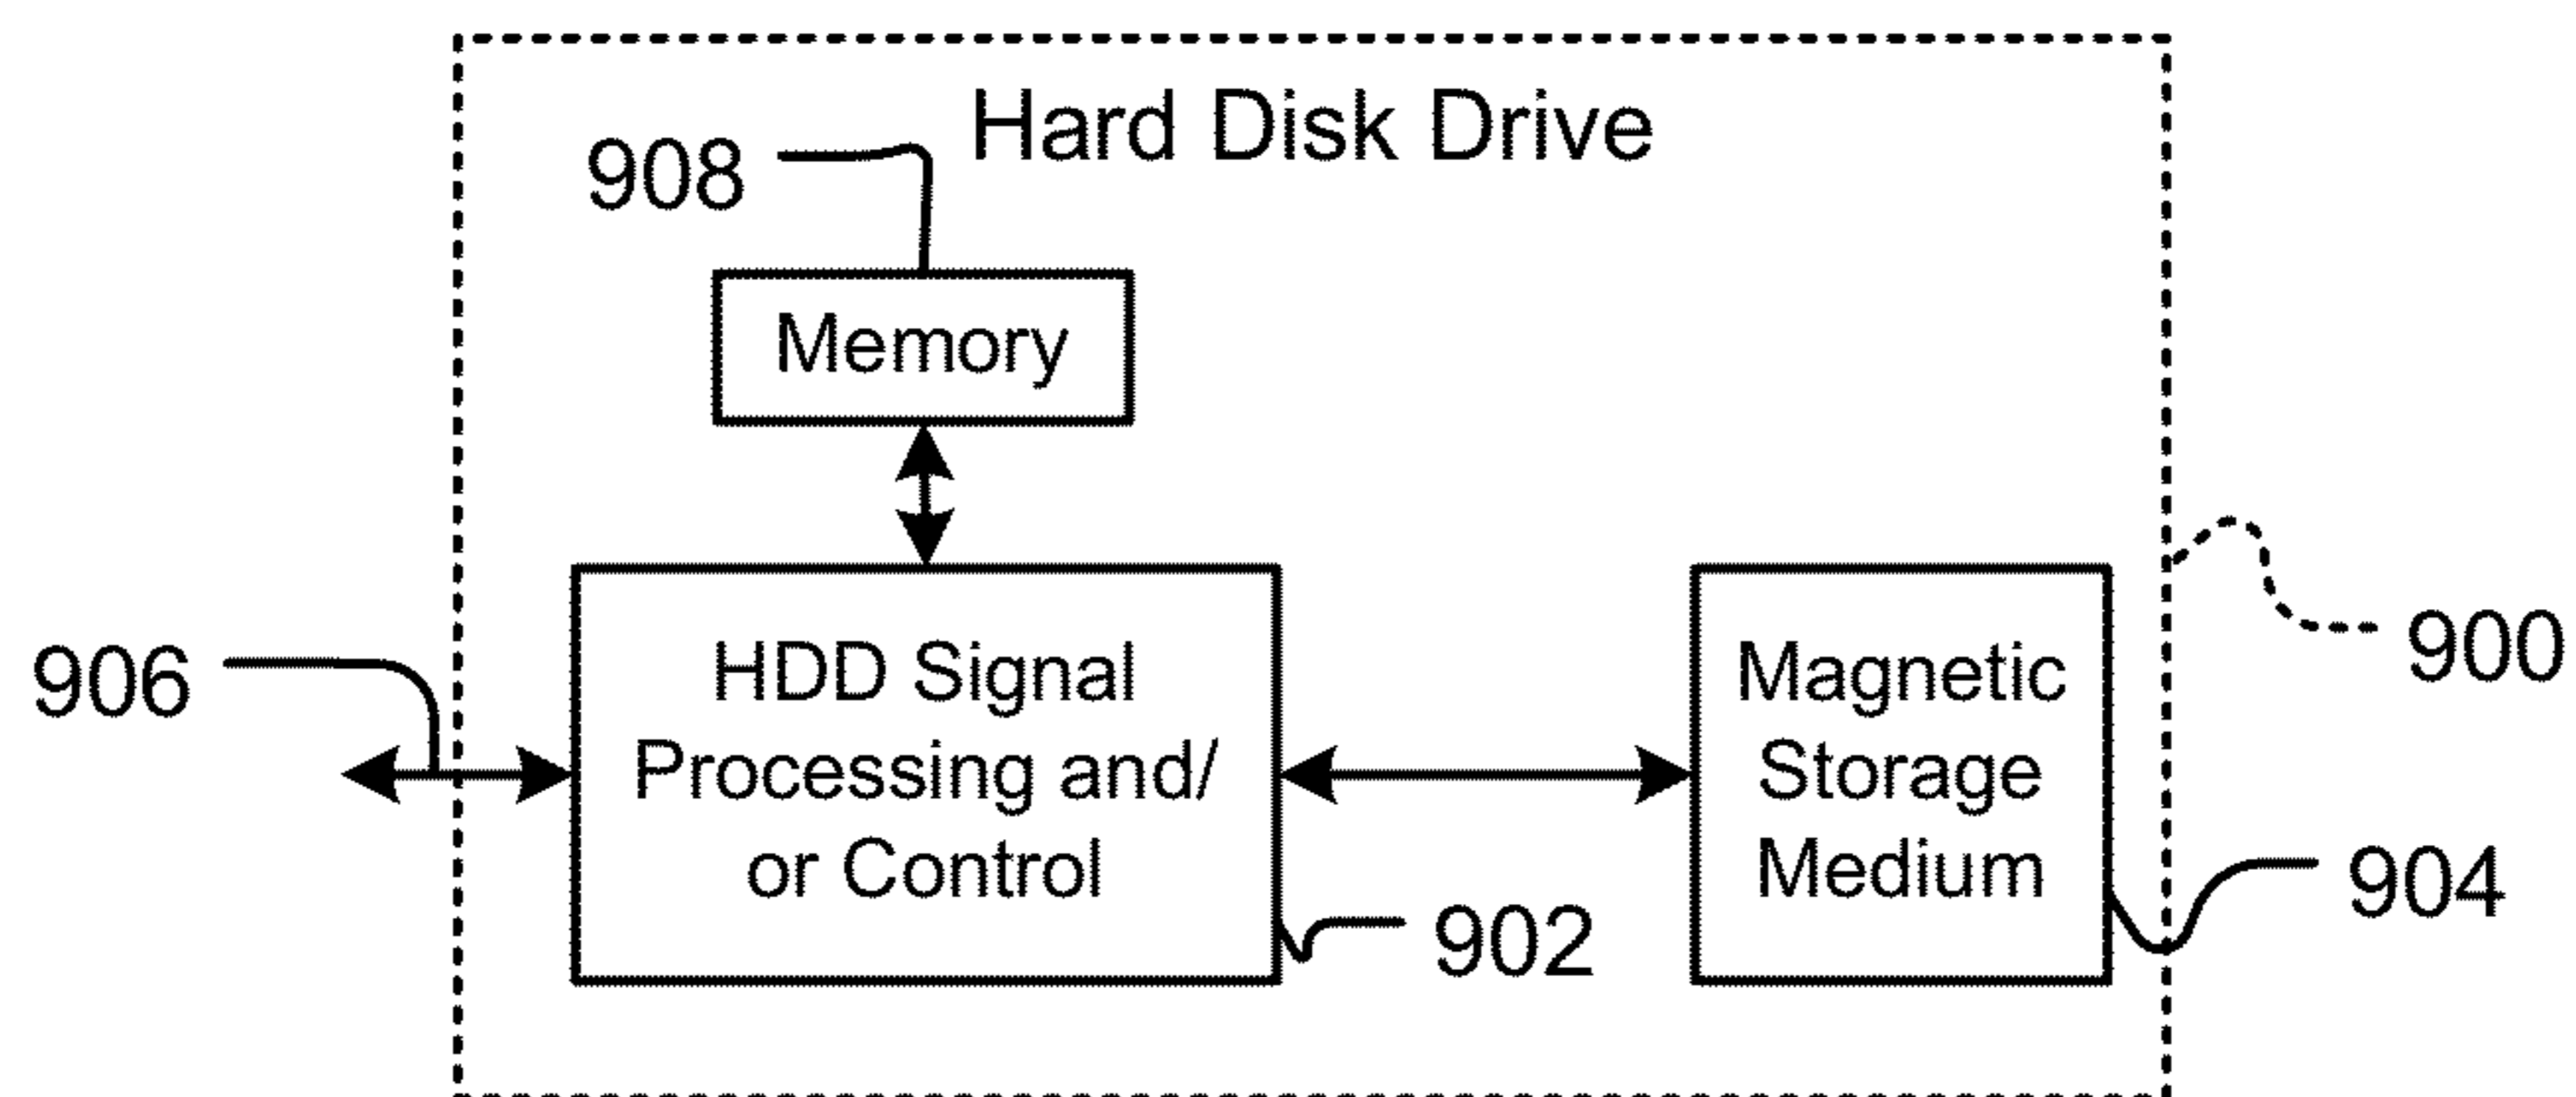 Hard Disk Drive
908
Memory
906
HDD Signal
Processing and/
or Control
902
Magnetic
Storage
Medium
900
904